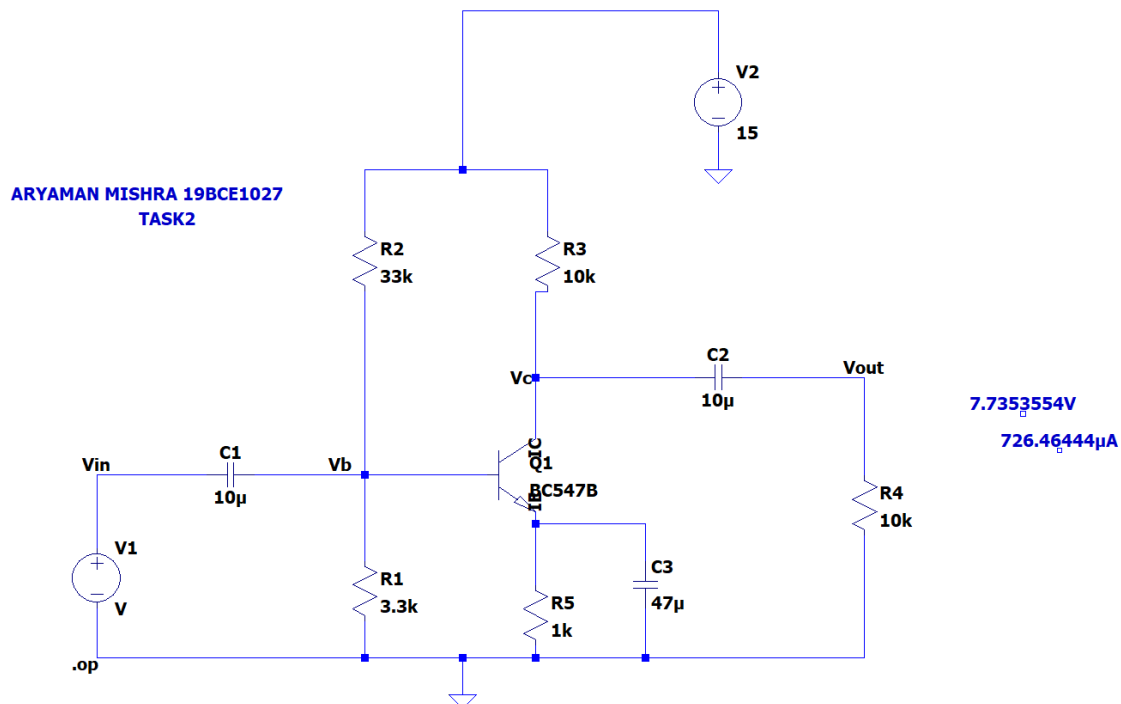 V2
15
ARYAMAN MISHRA 19BCE1027
TASK2
R2
33k
R3
10k
C2
Vout
Vc
10µ
7.7353554V
726.46444µA
IC
C1
Vin
Vb
Q1
10µ
BC547B
R4
10k
V1
C3
R1
R5
3.3k
47µ
V
1k
.op